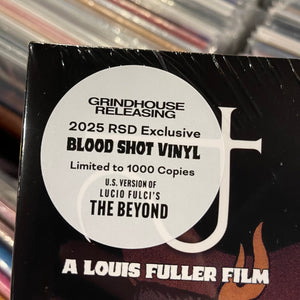 GRINDHOUSE
RELEASING
2025 RSD Exclusive
BLOOD SHOT VINYL
Limited to 1000 Copies
U.S. VERSION OF
LUCIO FULCI'S
THE BEYOND
A LOUIS FULLER FILM